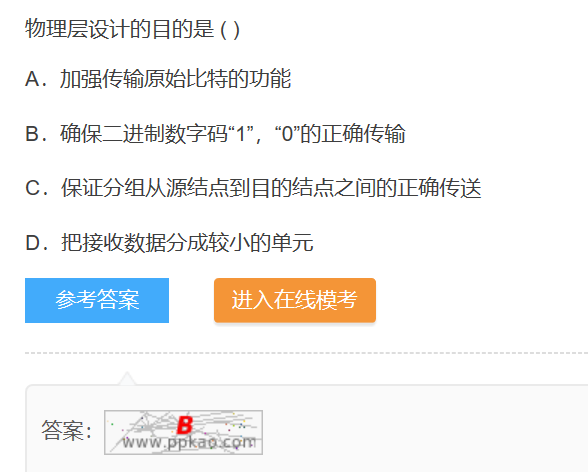 物理层设计的目的是 ( )
A．加强传输原始比特的功能
B．确保二进制数字码“1”，“0”的正确传输
C．保证分组从源结点到目的结点之间的正确传送
D．把接收数据分成较小的单元
参考答案 进入在线模考
答案： B
www.ppkao.com